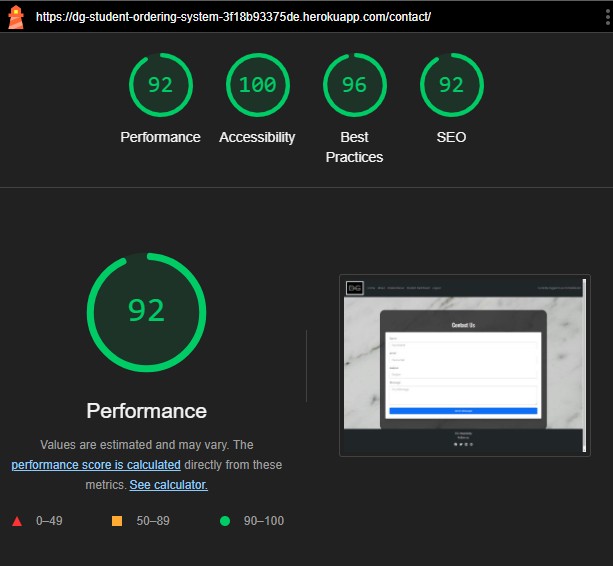 https://dg-student-ordering-system-3f18b93375de.herokuapp.com/contact/
92
100
96
92
Performance
Accessibility
Best
Practices
SEO
92
Performance
Values are estimated and may vary. The
performance score is calculated directly from these
metrics. See calculator.
0–49
50–89
90–100
Contact Us